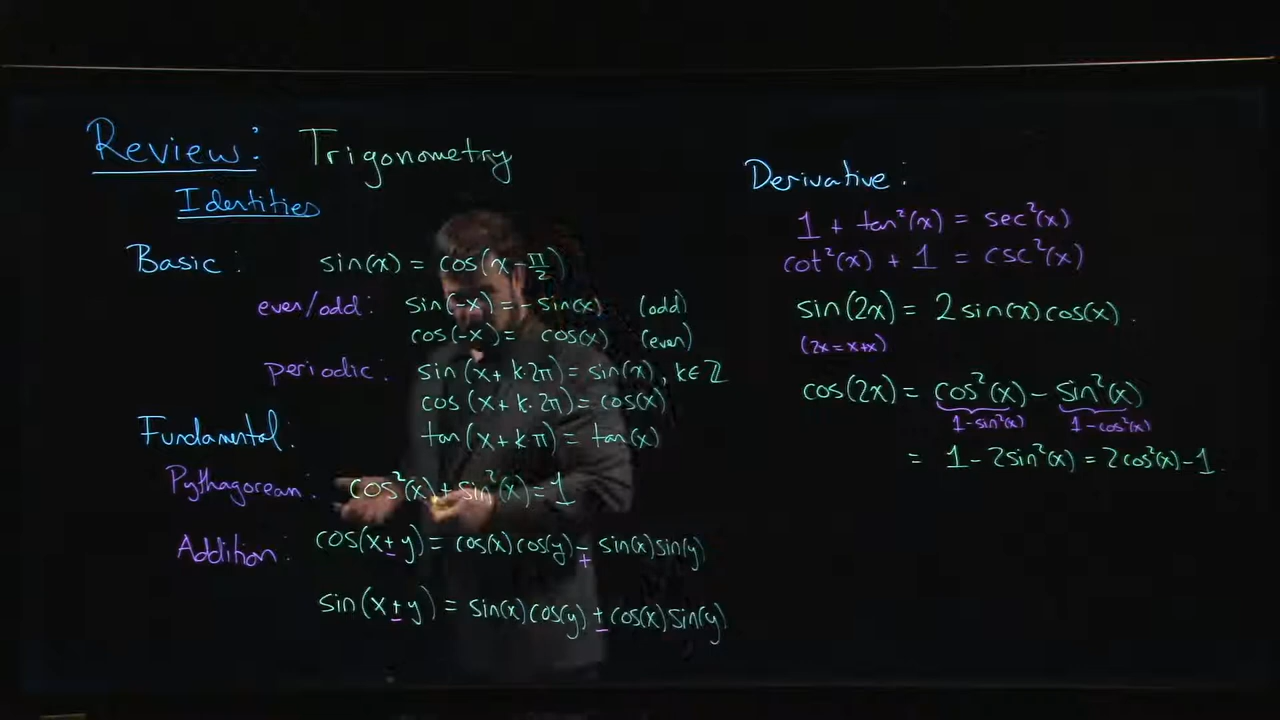 Review: Trigonometry
Identities
Basic: sin(x) = cos(x - π/2)
even/odd: sin(-x) = - sin(x) (odd)
cos(-x) = cos(x) (even)
periodic: sin(x + k·2π) = sin(x), k∈ℤ
cos(x + k·2π) = cos(x)
tan(x + kπ) = tan(x)
Fundamental:
Pythagorean: cos²(x) + sin²(x) = 1
Addition: cos(x ± y) = cos(x)cos(y) ∓ sin(x)sin(y)
sin(x ± y) = sin(x)cos(y) ± cos(x)sin(y)
Derivative:
1 + tan²(x) = sec²(x)
cot²(x) + 1 = csc²(x)
sin(2x) = 2 sin(x)cos(x).
(2x = x+x)
cos(2x) = cos²(x) - sin²(x)
1-sin²(x) 1-cos²(x)
= 1 - 2sin²(x) = 2cos²(x) - 1.